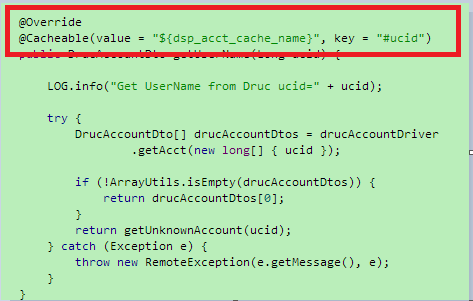 @Override
@Cacheable(value = "${dsp_acct_cache_name}", key = "#ucid")
public DrucAccountDto getUserName(long ucid) {
LOG.info("Get UserName from Druc ucid=" + ucid);
try {
DrucAccountDto[] drucAccountDtos = drucAccountDriver
.getAcct(new long[] { ucid });
if (!ArrayUtils.isEmpty(drucAccountDtos)) {
return drucAccountDtos[0];
}
return getUnknownAccount(ucid);
} catch (Exception e) {
throw new RemoteException(e.getMessage(), e);
}
}